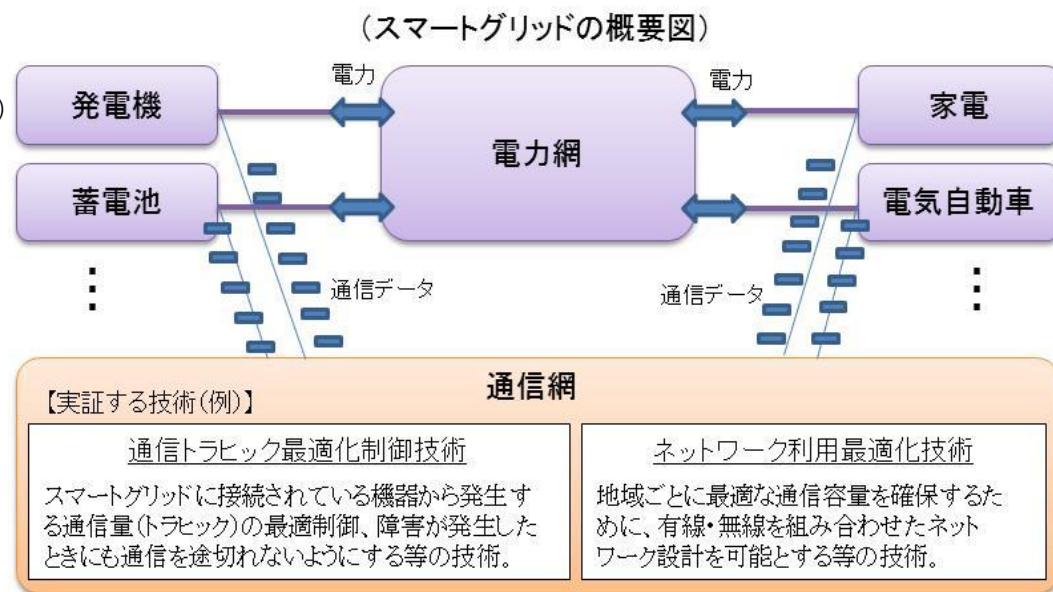 (スマートグリッドの概要図)
)
発電機
電力
電力網
電力
家電
蓄電池
電気自動車
⋮
通信データ
通信データ
⋮
通信網
【実証する技術(例)】
通信トラヒック最適化制御技術
スマートグリッドに接続されている機器から発生す
る通信量(トラヒック)の最適制御、障害が発生した
ときにも通信を途切れないようにする等の技術。
ネットワーク利用最適化技術
地域ごとに最適な通信容量を確保するた
めに、有線・無線を組み合わせたネット
ワーク設計を可能とする等の技術。